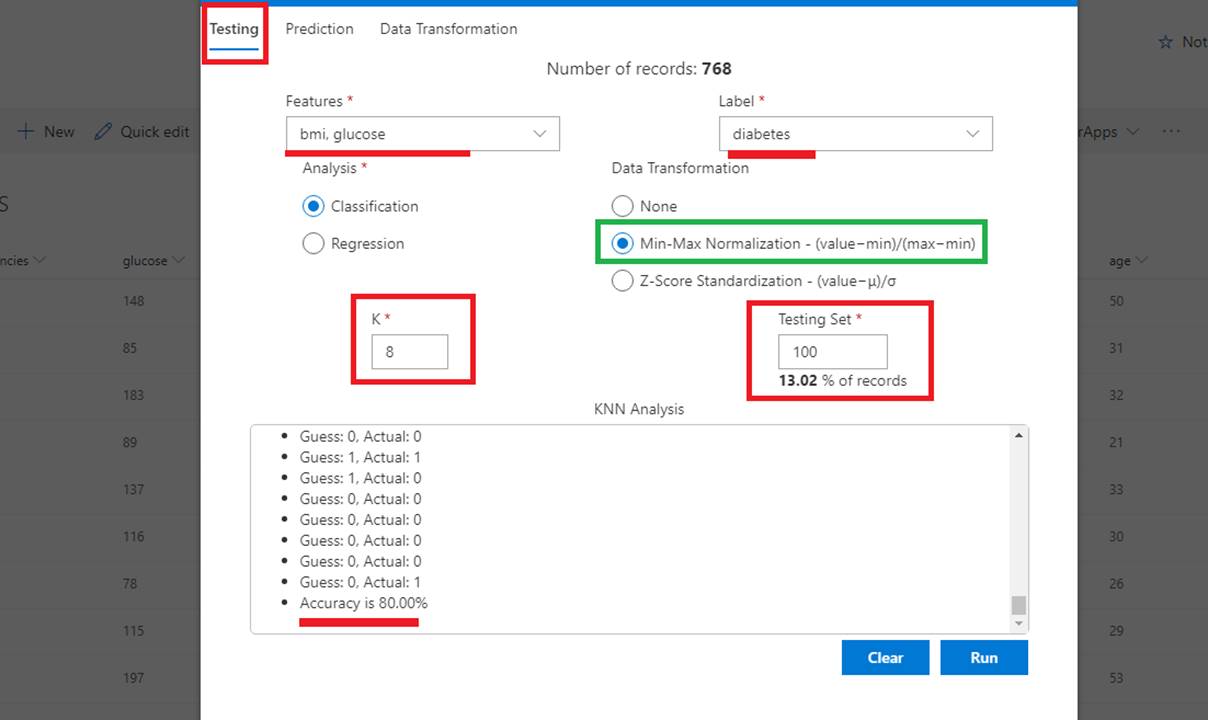 Testing Prediction Data Transformation
Not
Number of records: 768
Features * Label *
New Quick edit bmi, glucose diabetes rApps ...
Analysis * Data Transformation
Classification None
S
Regression Min-Max Normalization - (value−min)/(max−min)
ncies glucose age
Z-Score Standardization - (value−μ)/σ
148 50
K * Testing Set *
85 8 100 31
13.02 % of records
183 32
KNN Analysis
Guess: 0, Actual: 0
89 21
Guess: 1, Actual: 1
Guess: 1, Actual: 0
137 33
Guess: 0, Actual: 0
Guess: 0, Actual: 0
116 Guess: 0, Actual: 0 30
Guess: 0, Actual: 0
78 Guess: 0, Actual: 1 26
Accuracy is 80.00%
115 29
Clear Run
197 53